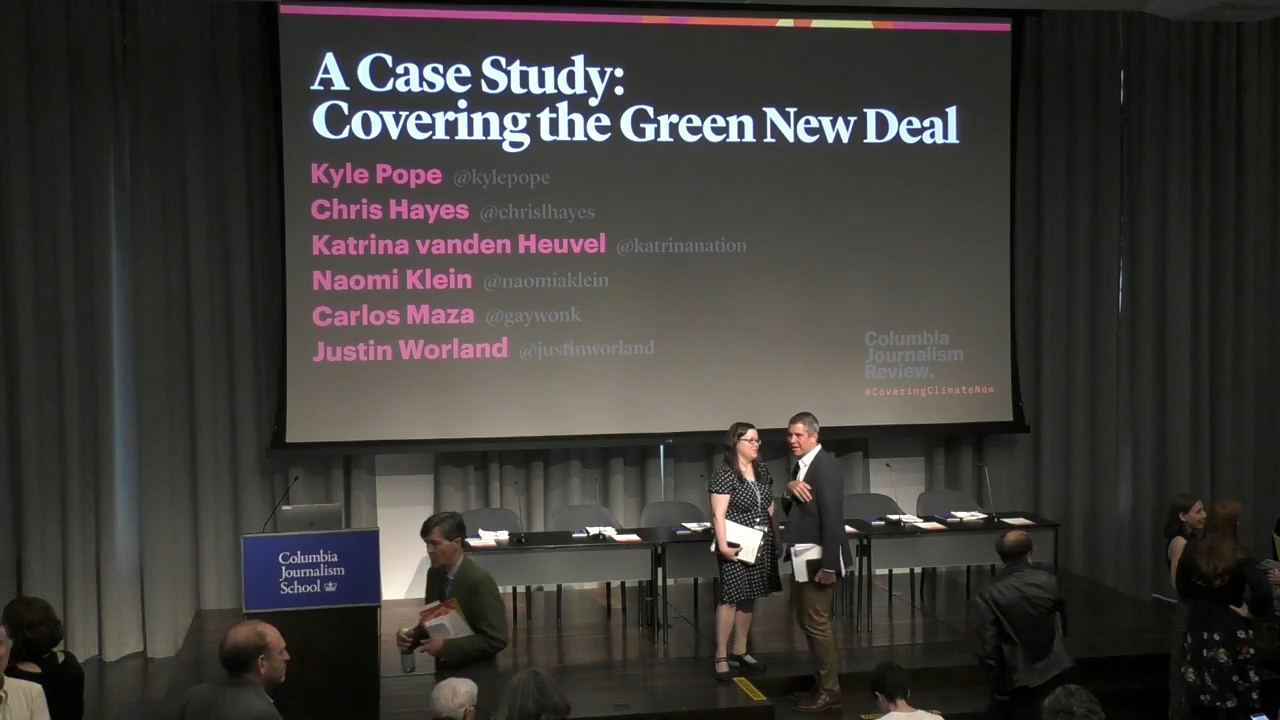 A Case Study:
Covering the Green New Deal
Kyle Pope @kylepope
Chris Hayes @chrislhayes
Katrina vanden Heuvel @katrinanation
Naomi Klein @naomiaklein
Carlos Maza @gaywonk
Justin Worland @justinworland
Columbia
Journalism
Review.
#CoveringClimateNow
Columbia
Journalism
School